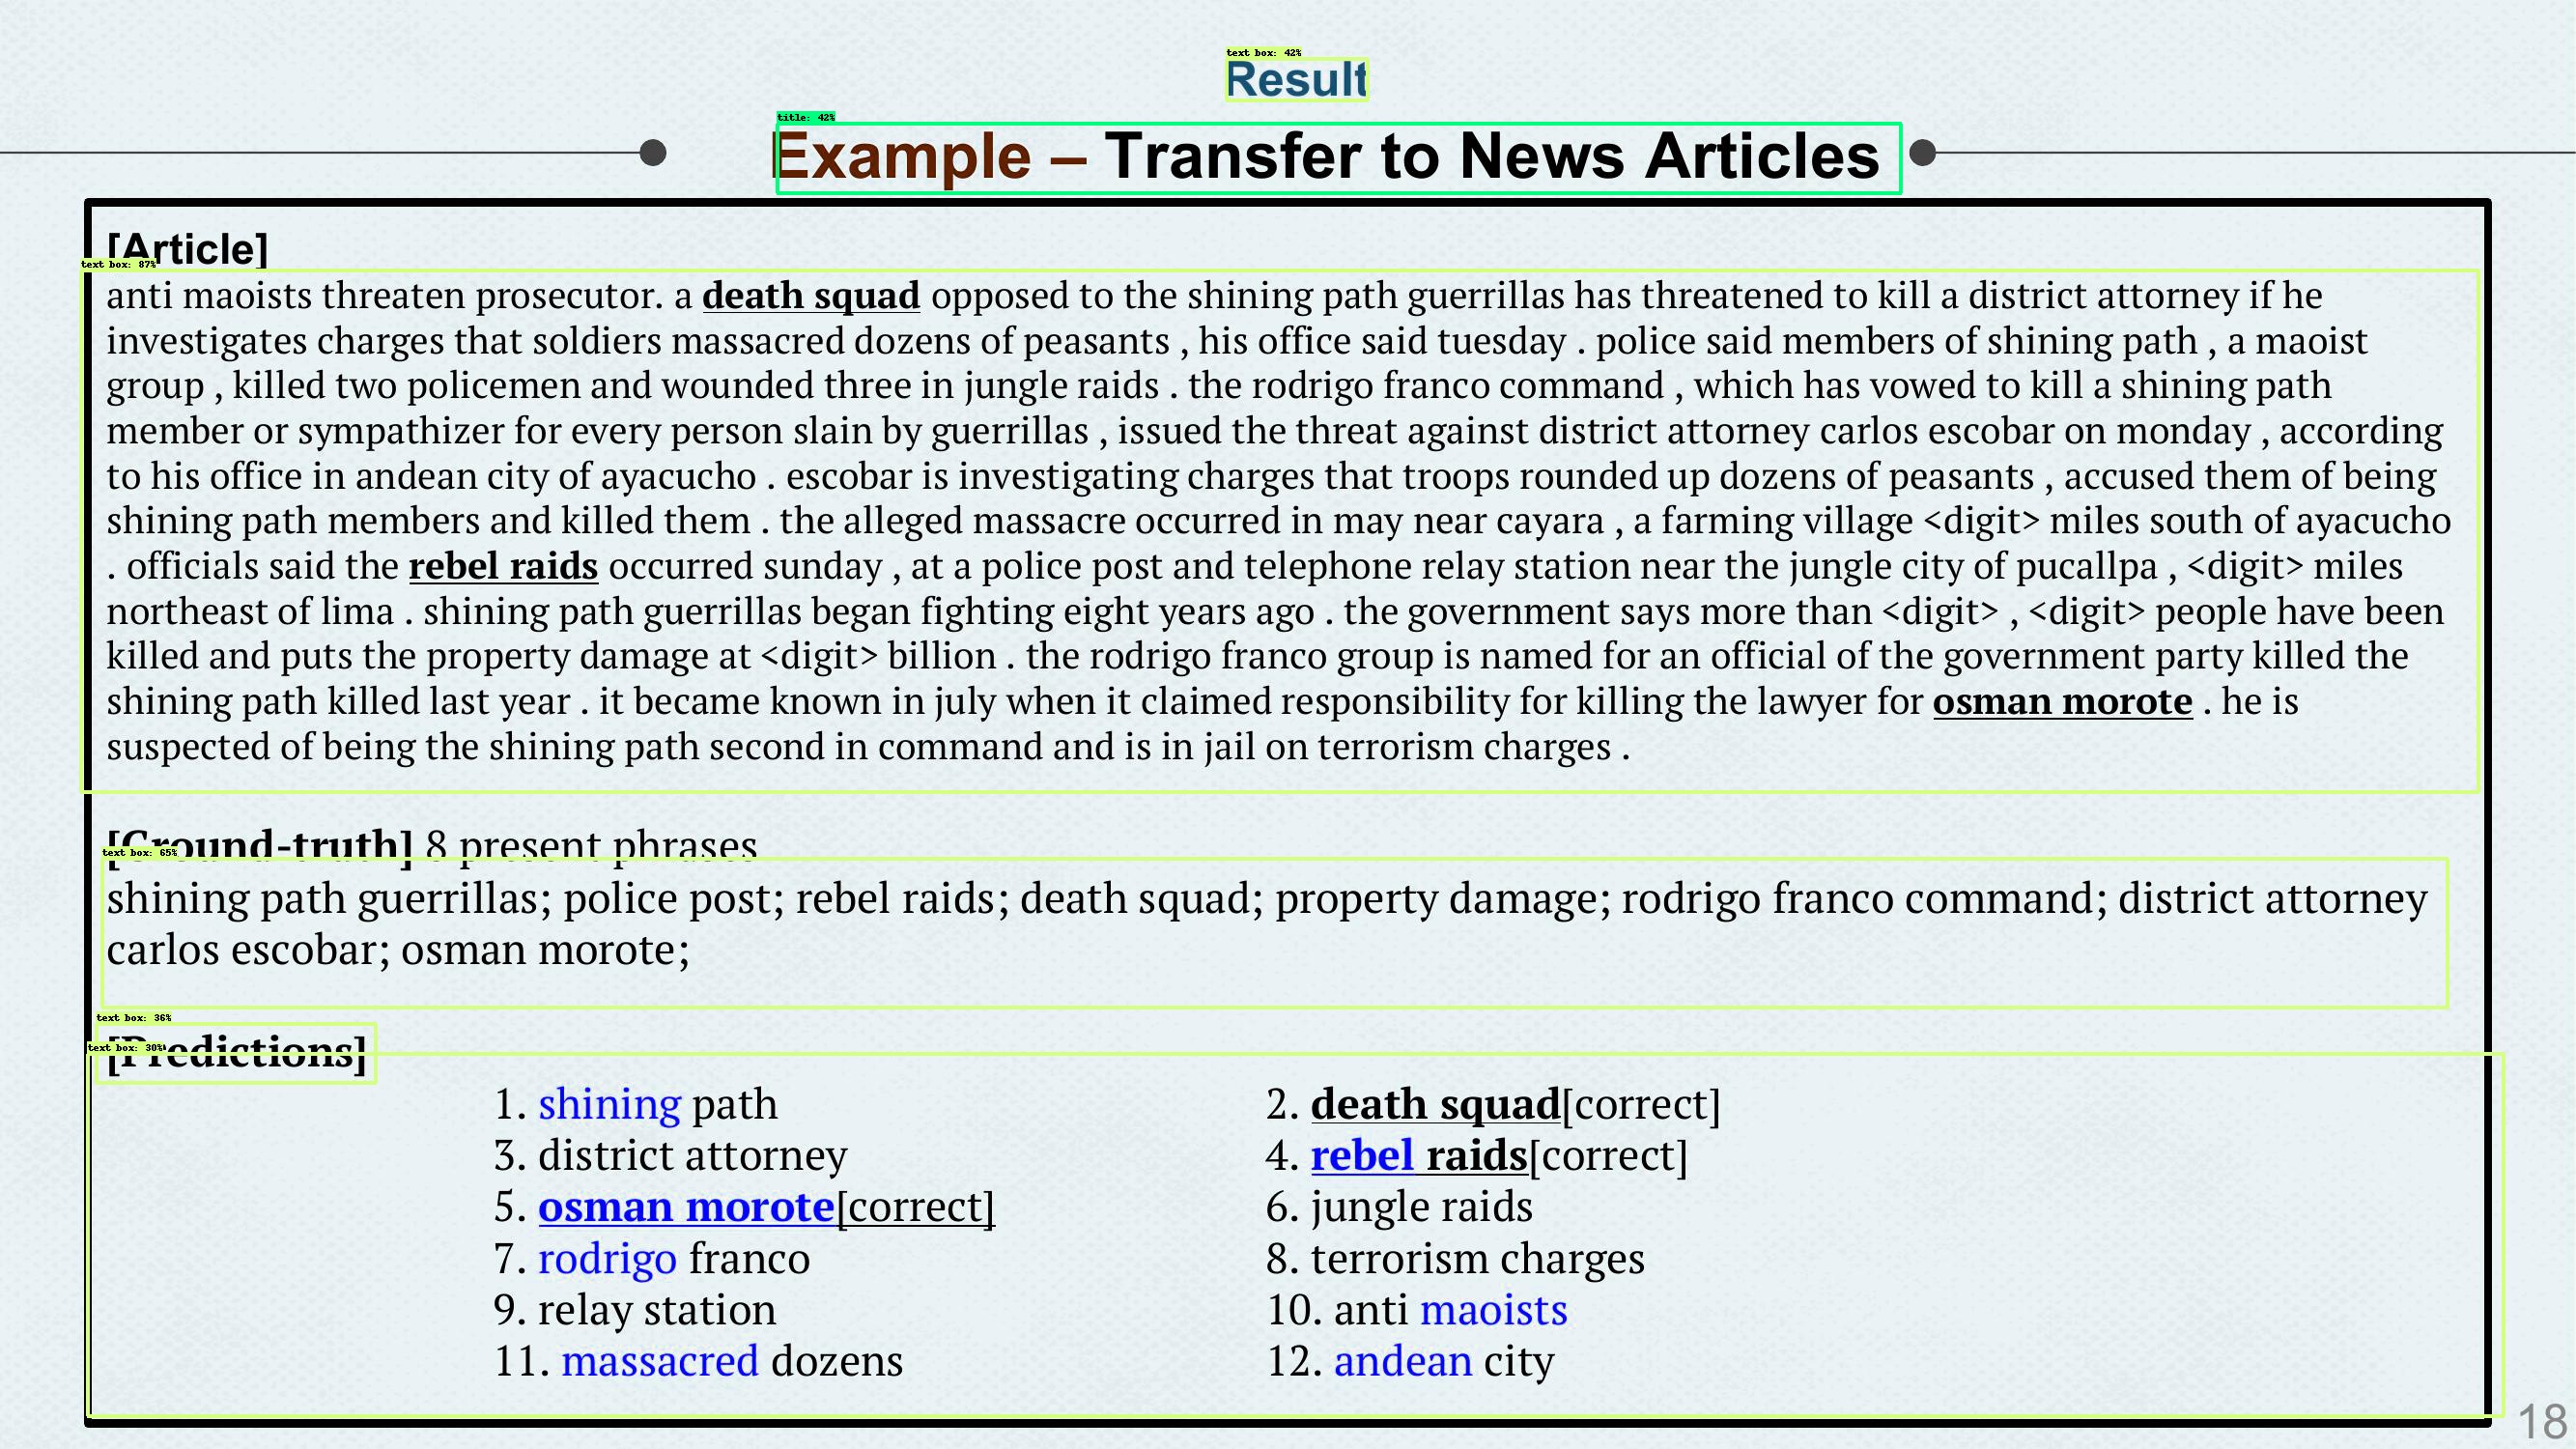 text box: 42%
Result
title: 42%
Example – Transfer to News Articles
[Article]
text box: 87%
anti maoists threaten prosecutor. a death squad opposed to the shining path guerrillas has threatened to kill a district attorney if he
investigates charges that soldiers massacred dozens of peasants , his office said tuesday . police said members of shining path , a maoist
group , killed two policemen and wounded three in jungle raids . the rodrigo franco command , which has vowed to kill a shining path
member or sympathizer for every person slain by guerrillas , issued the threat against district attorney carlos escobar on monday , according
to his office in andean city of ayacucho . escobar is investigating charges that troops rounded up dozens of peasants , accused them of being
shining path members and killed them . the alleged massacre occurred in may near cayara , a farming village <digit> miles south of ayacucho
. officials said the rebel raids occurred sunday , at a police post and telephone relay station near the jungle city of pucallpa , <digit> miles
northeast of lima . shining path guerrillas began fighting eight years ago . the government says more than <digit> , <digit> people have been
killed and puts the property damage at <digit> billion . the rodrigo franco group is named for an official of the government party killed the
shining path killed last year . it became known in july when it claimed responsibility for killing the lawyer for osman morote . he is
suspected of being the shining path second in command and is in jail on terrorism charges .
[Ground-truth] 8 present phrases
text box: 65%
shining path guerrillas; police post; rebel raids; death squad; property damage; rodrigo franco command; district attorney
carlos escobar; osman morote;
text box: 36%
[Predictions]
text box: 30%
1. shining path 2. death squad[correct]
3. district attorney 4. rebel raids[correct]
5. osman morote[correct] 6. jungle raids
7. rodrigo franco 8. terrorism charges
9. relay station 10. anti maoists
11. massacred dozens 12. andean city
18